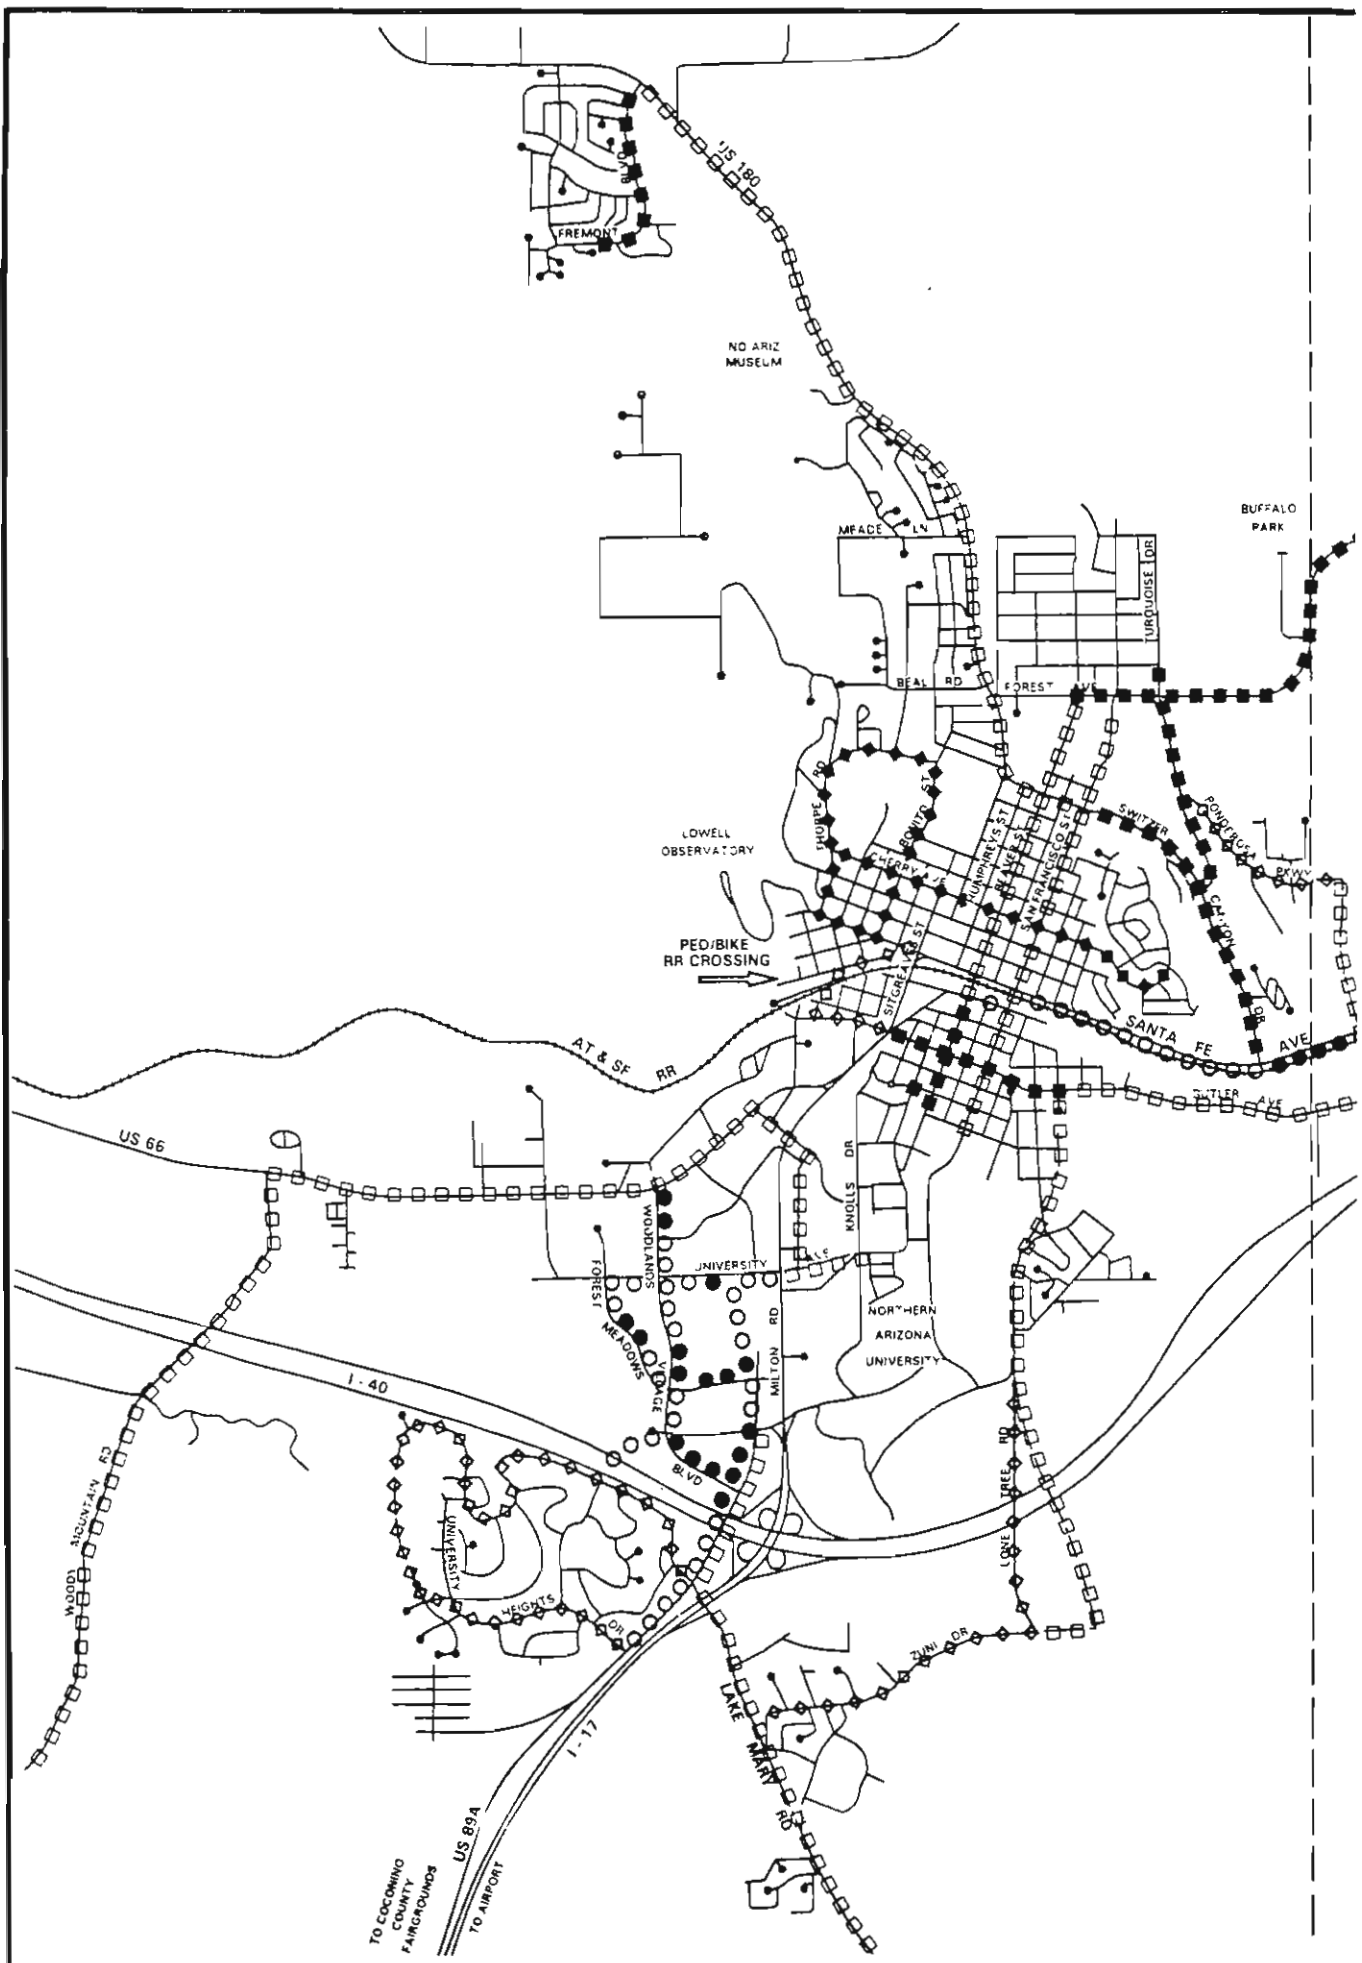 US 180
BLVD
FREMONT
NO ARIZ
MUSEUM
BUFFALO
PARK
MEADE LN
TURQUOISE DR
BEAL RD
FOREST AVE
THORPE RD
BONITO ST
SWITZER
PONDEROSA
PKWY
LOWELL
OBSERVATORY
CHERRY AVE
HUMPHREYS ST
BEAVER ST
SAN FRANCISCO ST
CANYON
DR
PED/BIKE
RR CROSSING
SITGREAVES ST
SANTA FE AVE
AT & SF RR
BUTLER AVE
US 66
KNOLLS DR
WOODLANDS
VILLAGE
BLVD
UNIVERSITY
FOREST
MEADOWS
MILTON RD
NORTHERN
ARIZONA
UNIVERSITY
I - 40
WOODY MOUNTAIN RD
UNIVERSITY
HEIGHTS
DR
LONE TREE RD
ZUNI DR
LAKE
MARY
RD
I - 17
US 89A
TO COCONINO
COUNTY
FAIRGROUNDS
TO AIRPORT